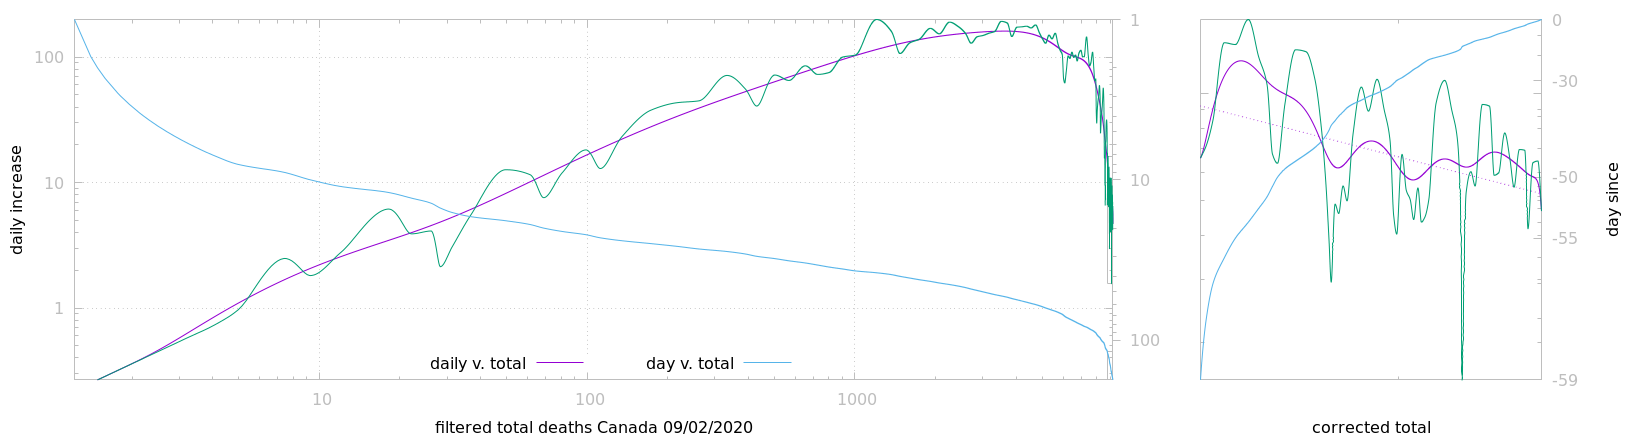 daily increase
100
10
1
10
100
1000
1
10
100
daily v. total
day v. total
filtered total deaths Canada 09/02/2020
0
-30
-50
-55
-59
day since
corrected total